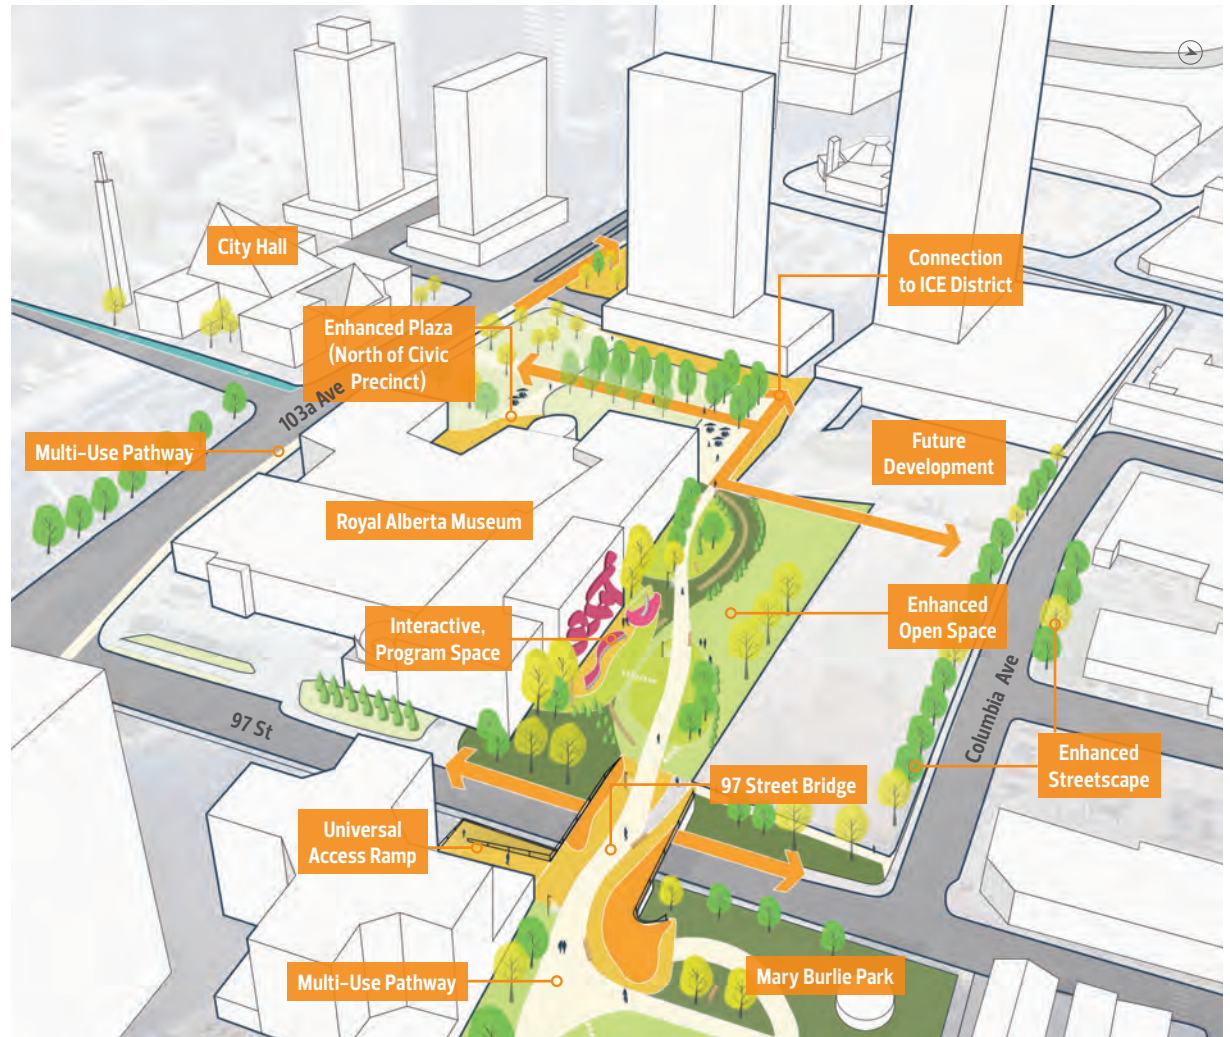 City Hall
Connection
to ICE District
Enhanced Plaza
(North of Civic
Precinct)
103a Ave
Multi-Use Pathway
Future
Development
Royal Alberta Museum
Interactive,
Program Space
Enhanced
Open Space
97 St
Columbia Ave
Enhanced
Streetscape
97 Street Bridge
Universal
Access Ramp
Multi-Use Pathway
Mary Burlie Park